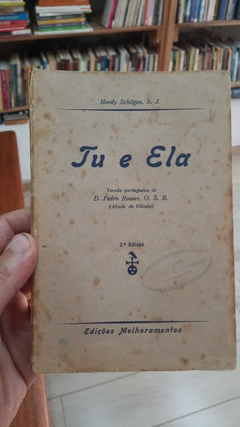 Hardy Schilgen, S. J.
Tu e Ela
Versão portuguesa de
D. Pedro Roeser, O. S. B.
(Abade de Olinda)
2.ª Edição
Edições Melhoramentos